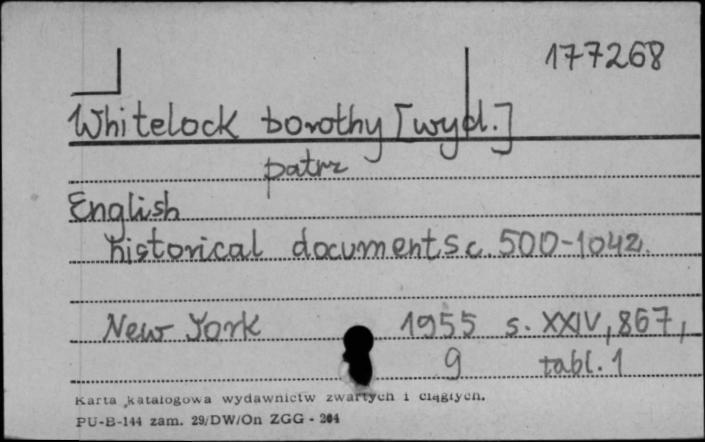 177268
Whitelock Dorothy [wyd.]
patrz
English
historical documents c. 500-1042.
New York 1955 s. XXIV, 867,
9 tabl. 1
Karta katalogowa wydawnictw zwartych i ciągłych.
PU-B-144 zam. 29/DW/On ZGG - 204